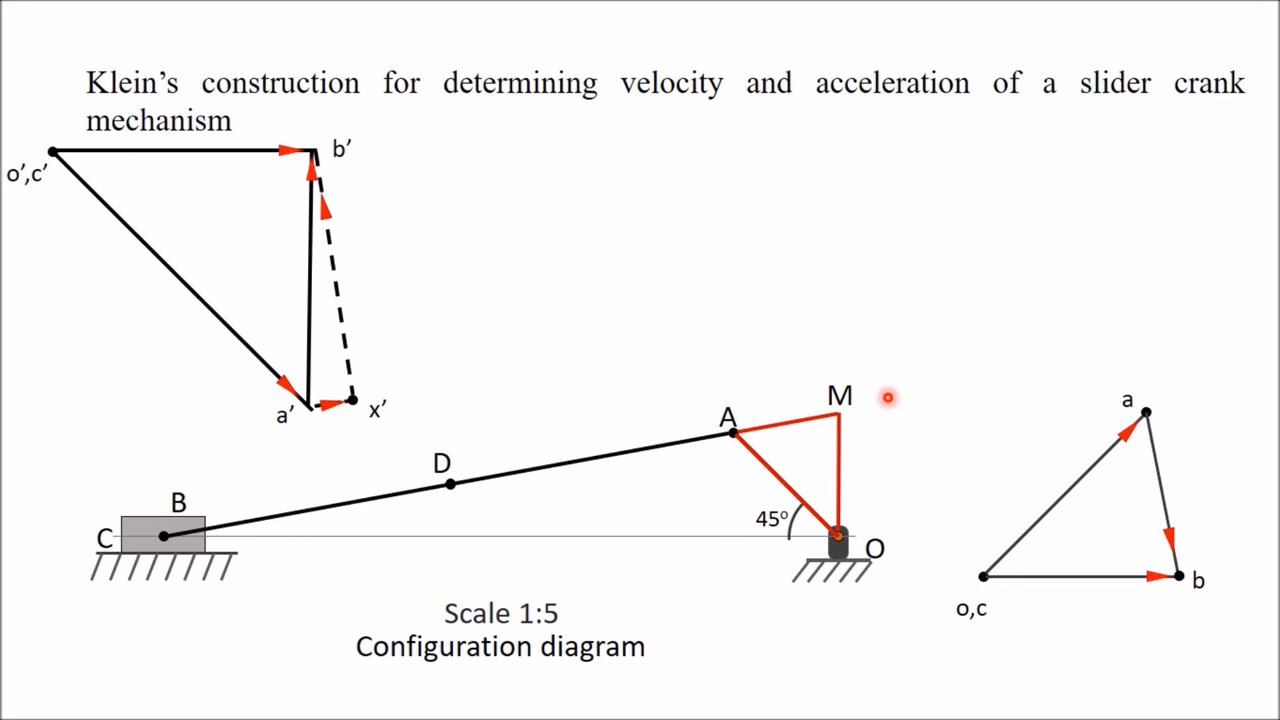 Klein's construction for determining velocity and acceleration of a slider crank
mechanism
b'
o',c'
a'
x'
M
A
a
D
B
45°
C
O
b
o,c
Scale 1:5
Configuration diagram